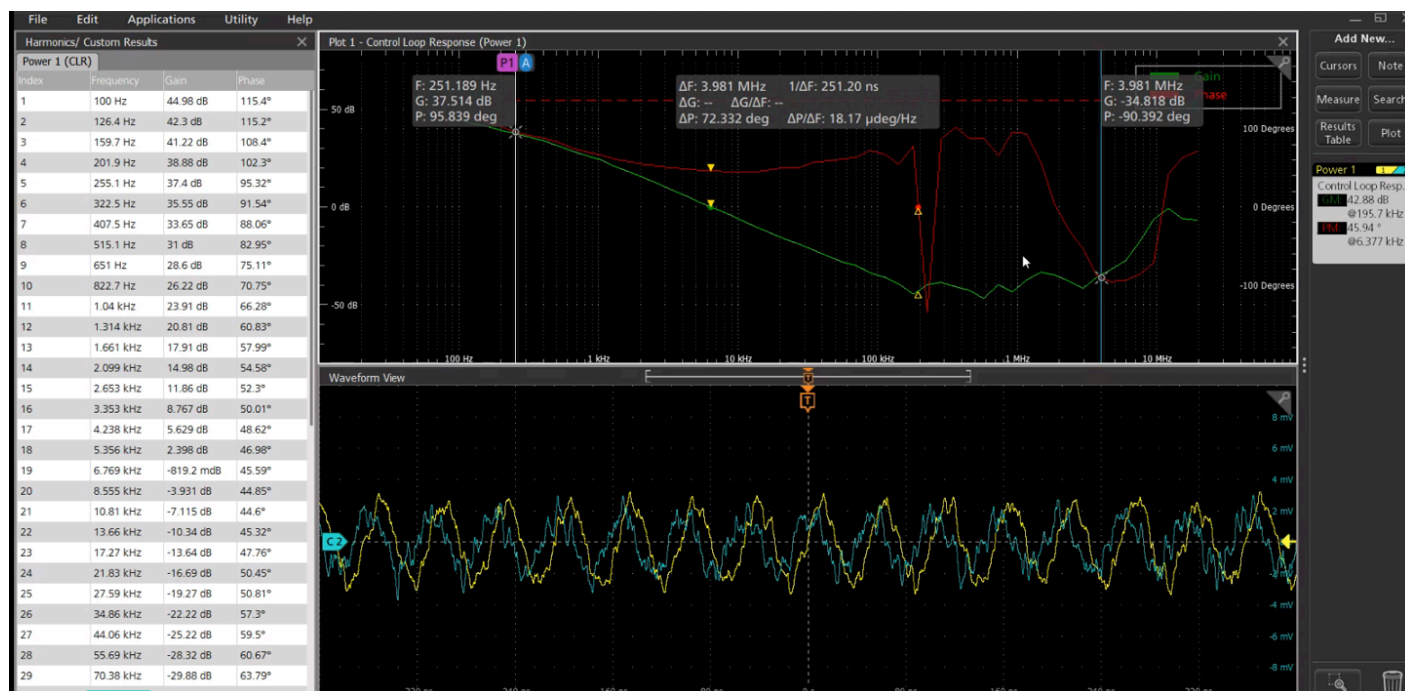 File Edit Applications Utility Help
Harmonics/ Custom Results
Power 1 (CLR)
Index Frequency Gain Phase
1 100 Hz 44.98 dB 115.4°
2 126.4 Hz 42.3 dB 115.2°
3 159.7 Hz 41.22 dB 108.4°
4 201.9 Hz 38.88 dB 102.3°
5 255.1 Hz 37.4 dB 95.32°
6 322.5 Hz 35.55 dB 91.54°
7 407.5 Hz 33.65 dB 88.06°
8 515.1 Hz 31 dB 82.95°
9 651 Hz 28.6 dB 75.11°
10 822.7 Hz 26.22 dB 70.75°
11 1.04 kHz 23.91 dB 66.28°
12 1.314 kHz 20.81 dB 60.83°
13 1.661 kHz 17.91 dB 57.99°
14 2.099 kHz 14.98 dB 54.58°
15 2.653 kHz 11.86 dB 52.3°
16 3.353 kHz 8.767 dB 50.01°
17 4.238 kHz 5.629 dB 48.62°
18 5.356 kHz 2.398 dB 46.98°
19 6.769 kHz -819.2 mdB 45.59°
20 8.555 kHz -3.931 dB 44.85°
21 10.81 kHz -7.115 dB 44.6°
22 13.66 kHz -10.34 dB 45.32°
23 17.27 kHz -13.64 dB 47.76°
24 21.83 kHz -16.69 dB 50.45°
25 27.59 kHz -19.27 dB 50.81°
26 34.86 kHz -22.22 dB 57.3°
27 44.06 kHz -25.22 dB 59.5°
28 55.69 kHz -28.32 dB 60.67°
29 70.38 kHz -29.88 dB 63.79°
Plot 1 - Control Loop Response (Power 1)
P1 A
F: 251.189 Hz
G: 37.514 dB
P: 95.839 deg
ΔF: 3.981 MHz 1/ΔF: 251.20 ns
ΔG: -- ΔG/ΔF: --
ΔP: 72.332 deg ΔP/ΔF: 18.17 µdeg/Hz
F: 3.981 MHz
G: -34.818 dB
P: -90.392 deg
Gain
Phase
50 dB
0 dB
-50 dB
100 Degrees
0 Degrees
-100 Degrees
100 Hz 1 kHz 10 kHz 100 kHz 1 MHz 10 MHz
Waveform View
T
T
C2
8 mV
6 mV
4 mV
2 mV
-2 mV
-4 mV
-6 mV
-8 mV
-320 ns -240 ns -160 ns -80 ns 0 s 80 ns 160 ns 240 ns 320 ns
Add New...
Cursors Note
Measure Search
Results Table Plot
Power 1 1
Control Loop Resp.
GM: 42.88 dB
@195.7 kHz
PM: 45.94 °
@6.377 kHz